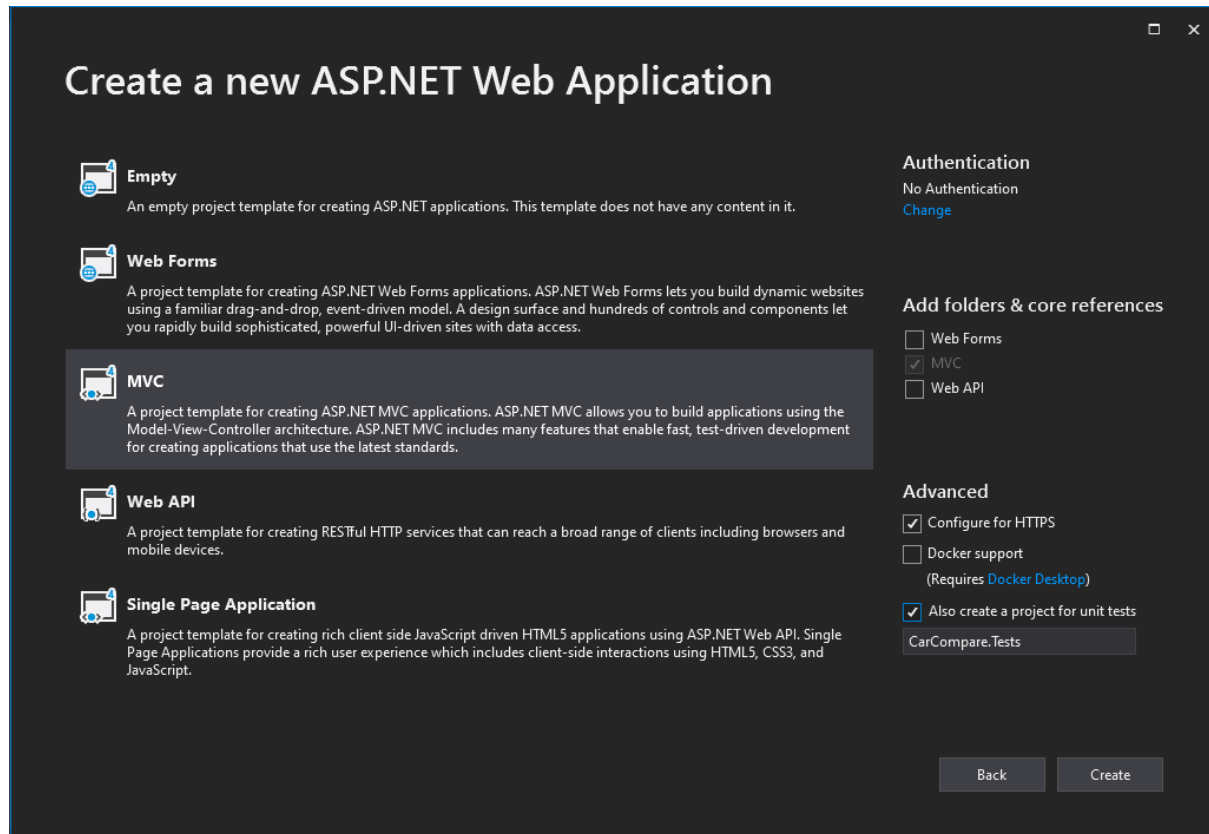 Create a new ASP.NET Web Application
Empty
An empty project template for creating ASP.NET applications. This template does not have any content in it.
Web Forms
A project template for creating ASP.NET Web Forms applications. ASP.NET Web Forms lets you build dynamic websites
using a familiar drag-and-drop, event-driven model. A design surface and hundreds of controls and components let
you rapidly build sophisticated, powerful UI-driven sites with data access.
MVC
A project template for creating ASP.NET MVC applications. ASP.NET MVC allows you to build applications using the
Model-View-Controller architecture. ASP.NET MVC includes many features that enable fast, test-driven development
for creating applications that use the latest standards.
Web API
A project template for creating RESTful HTTP services that can reach a broad range of clients including browsers and
mobile devices.
Single Page Application
A project template for creating rich client side JavaScript driven HTML5 applications using ASP.NET Web API. Single
Page Applications provide a rich user experience which includes client-side interactions using HTML5, CSS3, and
JavaScript.
Authentication
No Authentication
Change
Add folders & core references
Web Forms
MVC
Web API
Advanced
Configure for HTTPS
Docker support
(Requires Docker Desktop)
Also create a project for unit tests
CarCompare.Tests
Back
Create